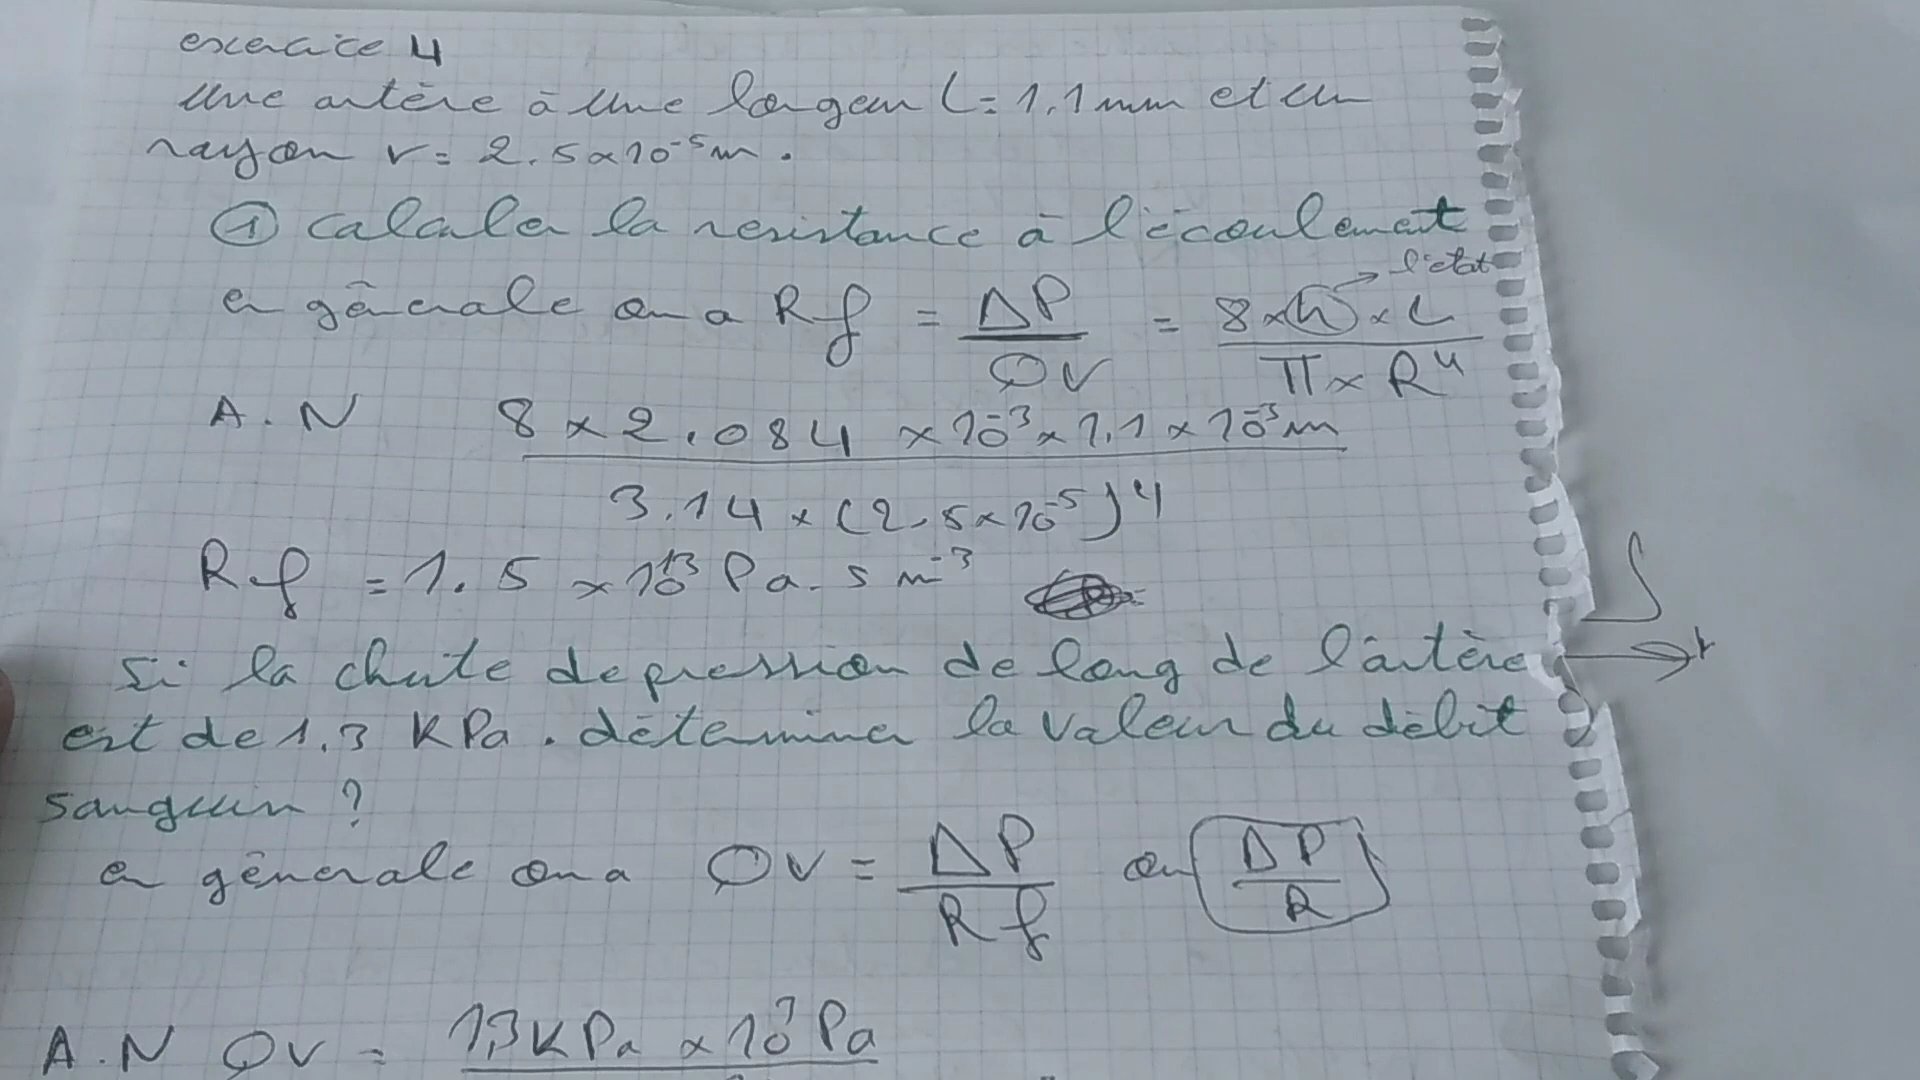 exercice 4
Une artère à une longeur L = 1.1 mm et un
rayon r = 2.5 x 10⁻⁵ m.
① calculer la resistance à l'écoulement
en génerale on a Rf = ΔP / QV = 8 x η x L / π x R⁴ → l'état
A.N 8 x 2.084 x 10⁻³ x 1.1 x 10⁻³ m / 3.14 x (2.5 x 10⁻⁵)⁴
Rf = 1.5 x 10¹³ Pa.s m⁻³
si la chute de pression de long de l'artère
est de 1.3 KPa. déterminer la valeur du débit
sanguin ?
en génerale on a QV = ΔP / Rf ou ΔP / R
A.N QV = 1,3 KPa x 10³ Pa